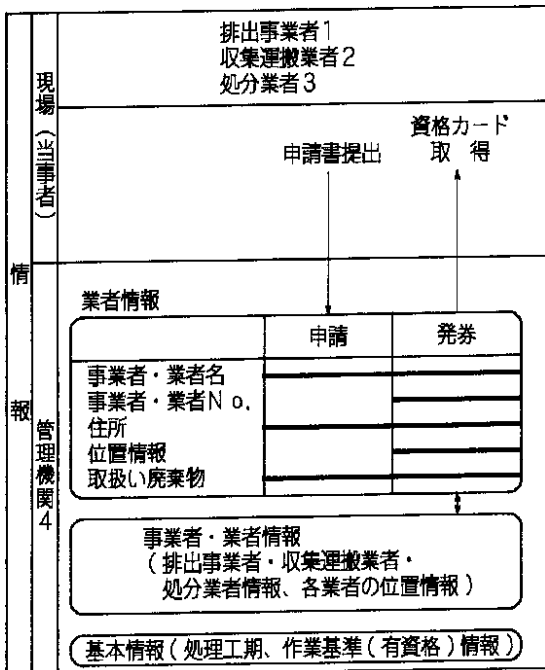 排出事業者1
収集運搬業者2
処分業者3
現場(当事者)
資格カード
申請書提出
取 得
情報
業者情報
申請
発券
事業者・業者名
事業者・業者No.
住所
位置情報
取扱い廃棄物
管理機関4
事業者・業者情報
(排出事業者・収集運搬業者・
処分業者情報、各業者の位置情報)
基本情報(処理工期、作業基準(有資格)情報)